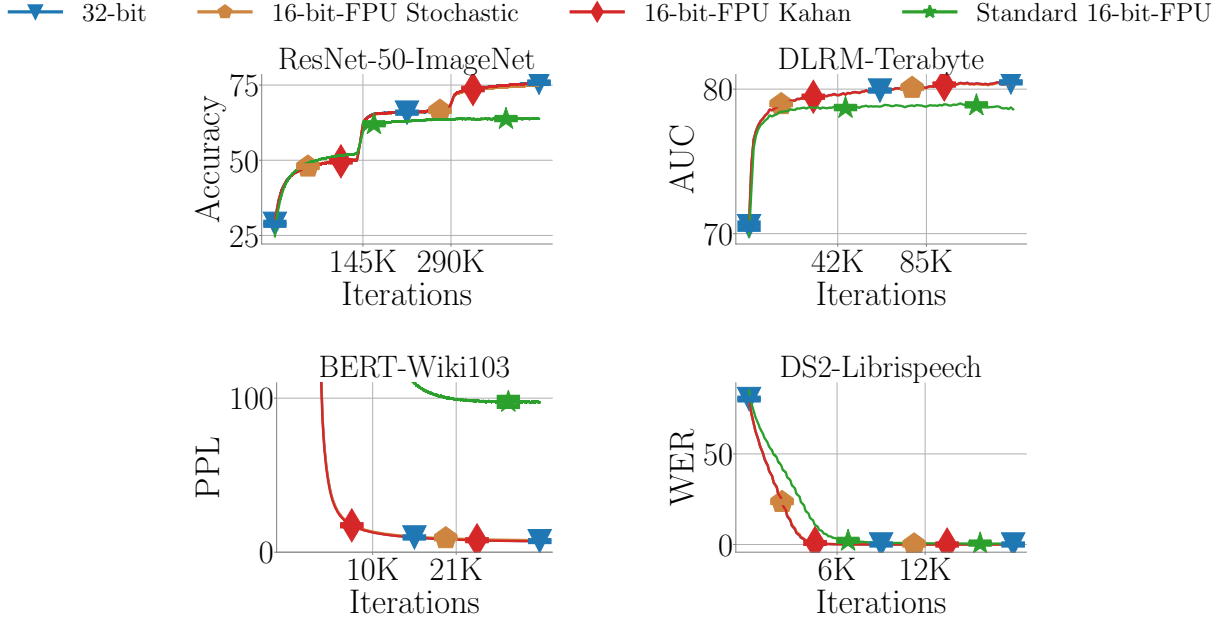 32-bit 16-bit-FPU Stochastic 16-bit-FPU Kahan Standard 16-bit-FPU
ResNet-50-ImageNet
75
50
25
Accuracy
145K 290K
Iterations
DLRM-Terabyte
80
70
AUC
42K 85K
Iterations
BERT-Wiki103
100
0
PPL
10K 21K
Iterations
DS2-Librispeech
50
0
WER
6K 12K
Iterations